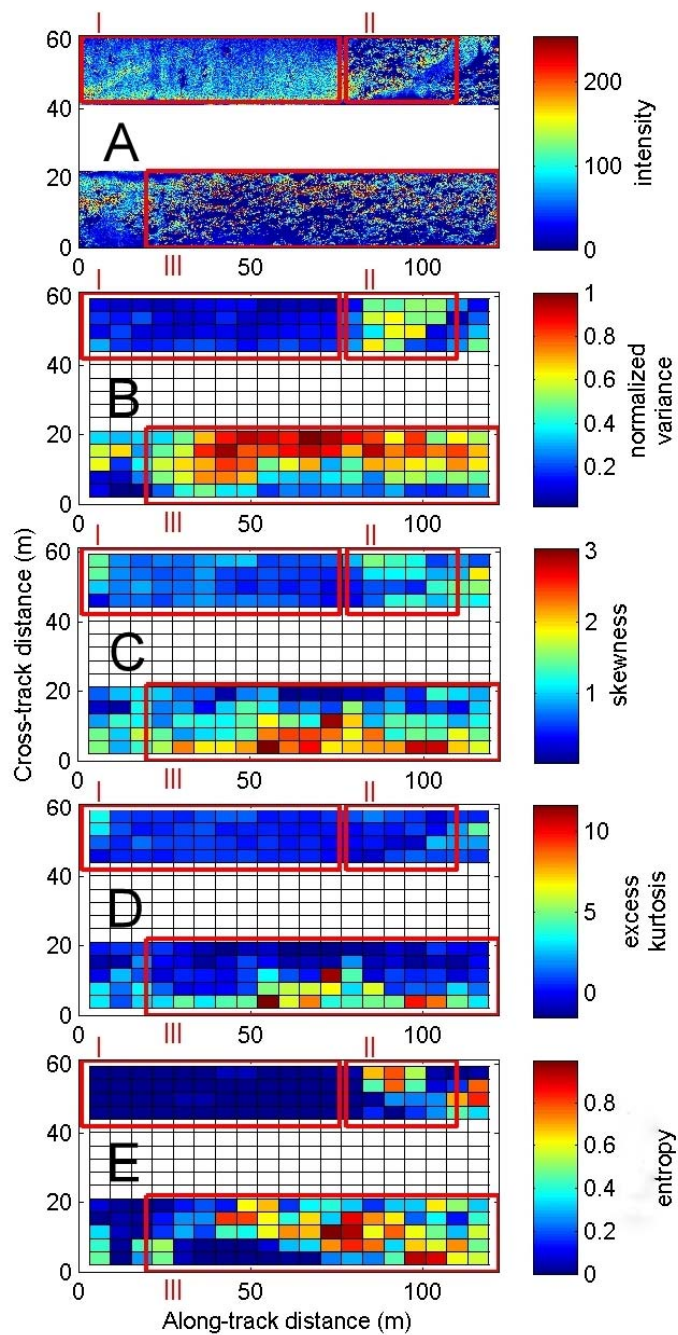 I II
60
40
20
0
A
0 III 50 100
200
100
0
intensity
I II
60
40
20
0
B
0 III 50 100
1
0.8
0.6
0.4
0.2
normalized
variance
I II
60
40
20
0
C
0 III 50 100
3
2
1
skewness
Cross-track distance (m)
I II
60
40
20
0
D
0 III 50 100
10
5
0
excess
kurtosis
I II
60
40
20
0
E
0 III 50 100
0.8
0.6
0.4
0.2
0
entropy
Along-track distance (m)